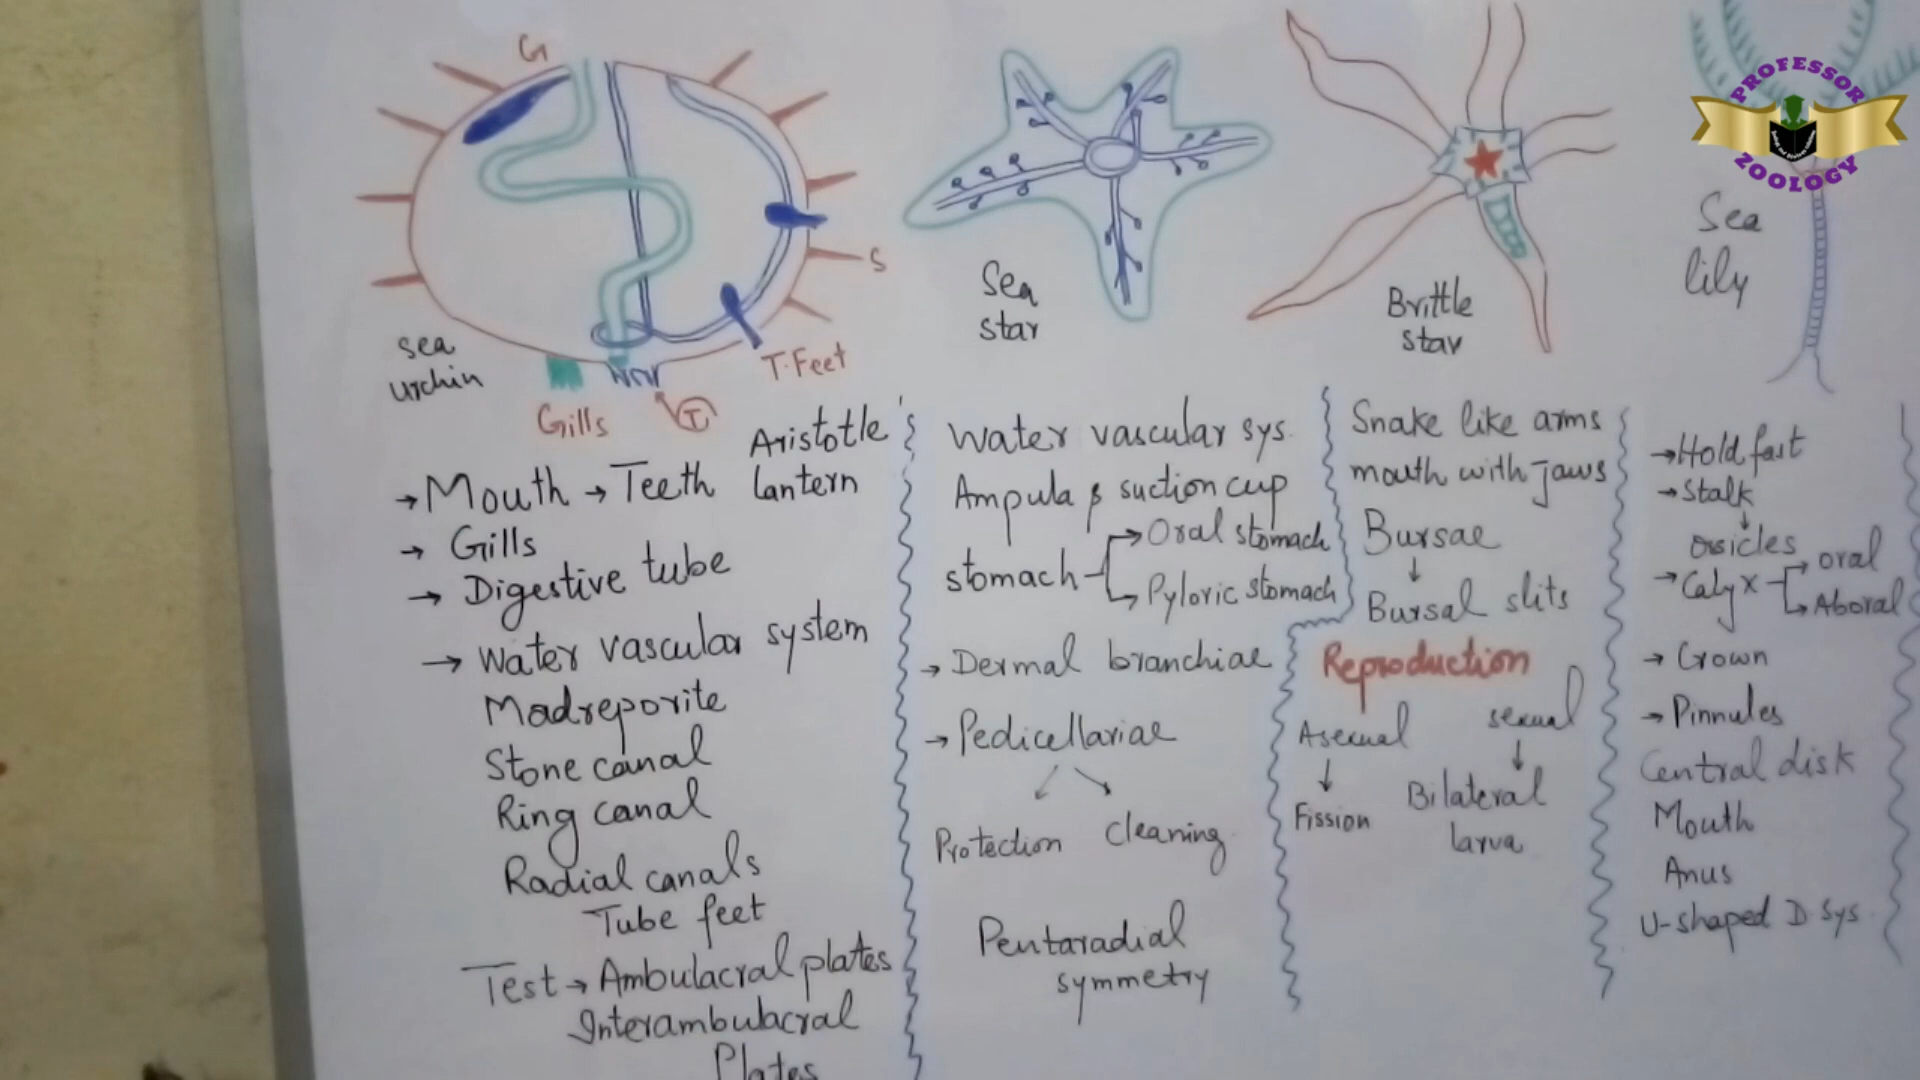 G
S
T. Feet
sea
urchin
Gills
T
Aristotle's
→ Mouth → Teeth lantern
→ Gills
→ Digestive tube
→ Water vascular system
Madreporite
Stone canal
Ring canal
Radial canals
Tube feet
Test → Ambulacral plates
Interambulacral
Plates
Sea
star
Water vascular sys.
Ampula & suction cup
stomach → Oral stomach
→ Pyloric stomach
→ Dermal branchiae
→ Pedicellariae
Protection cleaning
Pentaradial
symmetry
Brittle
star
Snake like arms
mouth with jaws
Bursae
↓
Bursal slits
Reproduction
Asexual sexual
↓ ↓
Fission Bilateral
larva
PROFESSOR
ZOOLOGY
Sea
lily
→ Hold fast
→ Stalk
↓
ossicles
→ Calyx → oral
→ Aboral
→ Crown
→ Pinnules
Central disk
Mouth
Anus
U-shaped D. Sys